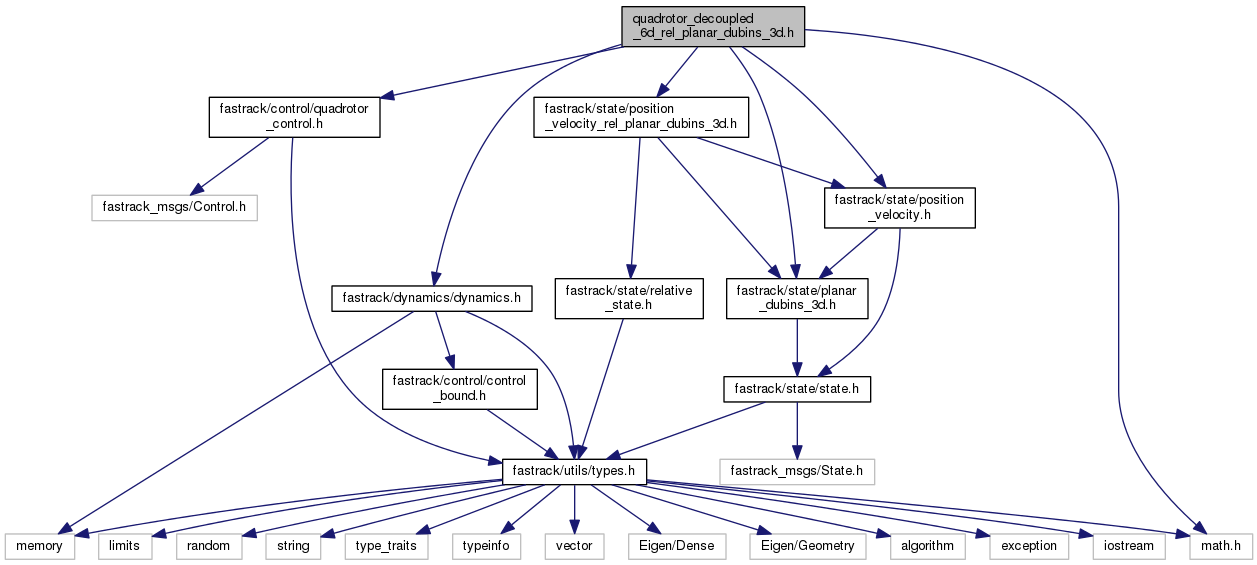 quadrotor_decoupled
_6d_rel_planar_dubins_3d.h
fastrack/control/quadrotor
_control.h
fastrack/state/position
_velocity_rel_planar_dubins_3d.h
fastrack_msgs/Control.h
fastrack/state/position
_velocity.h
fastrack/dynamics/dynamics.h
fastrack/state/relative
_state.h
fastrack/state/planar
_dubins_3d.h
fastrack/control/control
_bound.h
fastrack/state/state.h
fastrack/utils/types.h
fastrack_msgs/State.h
memory
limits
random
string
type_traits
typeinfo
vector
Eigen/Dense
Eigen/Geometry
algorithm
exception
iostream
math.h